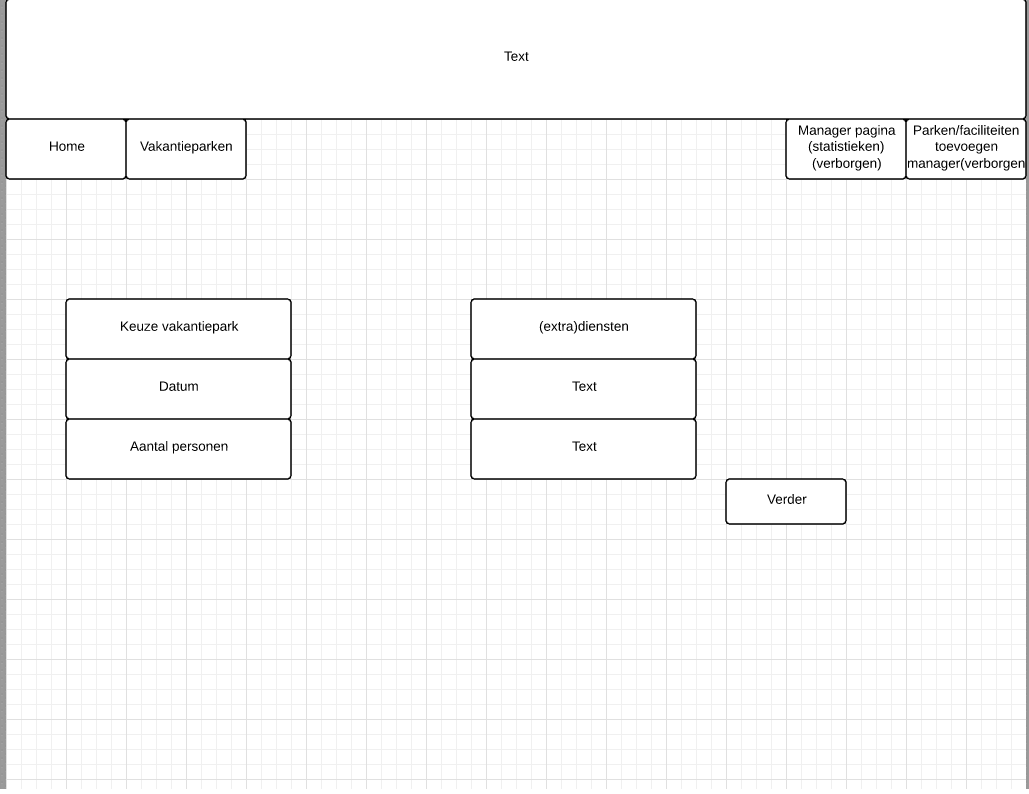 Text
Home
Vakantieparken
Manager pagina
(statistieken)
(verborgen)
Parken/faciliteiten
toevoegen
manager(verborgen
Keuze vakantiepark
(extra)diensten
Datum
Text
Aantal personen
Text
Verder